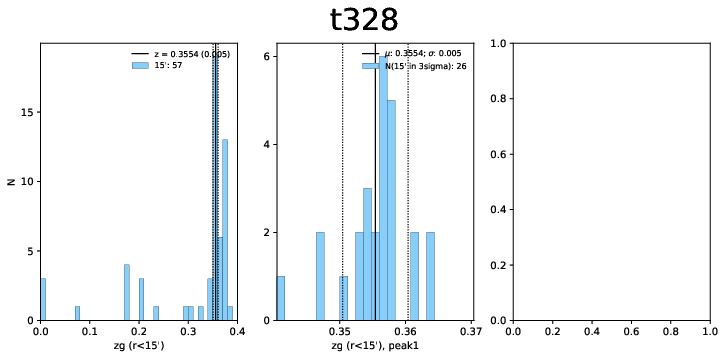 t328
z = 0.3554 (0.005)
15': 57
N
0
5
10
15
0.0 0.1 0.2 0.3 0.4
zg (r<15')
μ: 0.3554; σ: 0.005
N(15' in 3sigma): 26
0
2
4
6
0.35 0.36 0.37
zg (r<15'), peak1
1.0
0.8
0.6
0.4
0.2
0.0
0.0 0.2 0.4 0.6 0.8 1.0